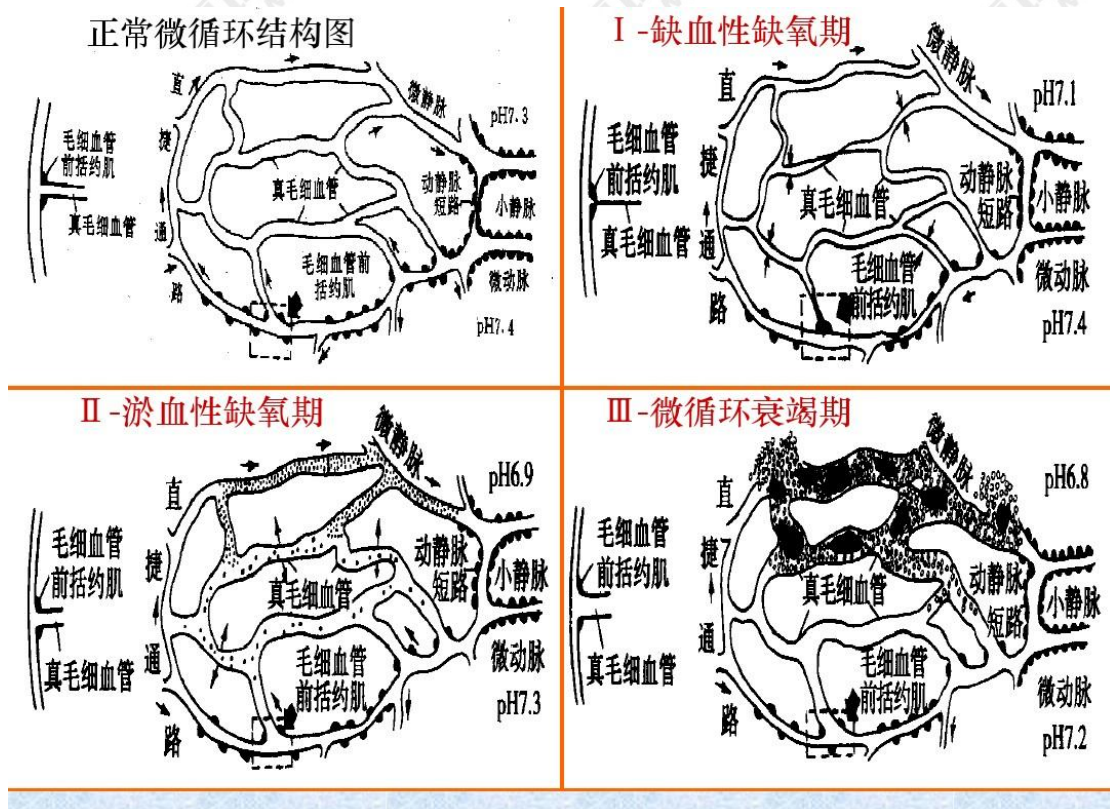 正常微循环结构图
直
捷
通
路
微静脉
pH7.3
毛细血管
前括约肌
真毛细血管
真毛细血管
动静脉
短路
小静脉
毛细血管前
括约肌
微动脉
pH7.4
Ⅰ-缺血性缺氧期
直
捷
通
路
微静脉
pH7.1
毛细血管
前括约肌
真毛细血管
真毛细血管
动静脉
短路
小静脉
毛细血管
前括约肌
微动脉
pH7.4
Ⅱ-淤血性缺氧期
直
捷
通
路
微静脉
pH6.9
毛细血管
前括约肌
真毛细血管
真毛细血管
动静脉
短路
小静脉
毛细血管
前括约肌
微动脉
pH7.3
Ⅲ-微循环衰竭期
直
捷
通
路
微静脉
pH6.8
毛细血管
前括约肌
真毛细血管
真毛细血管
动静脉
短路
小静脉
毛细血管
前括约肌
微动脉
pH7.2